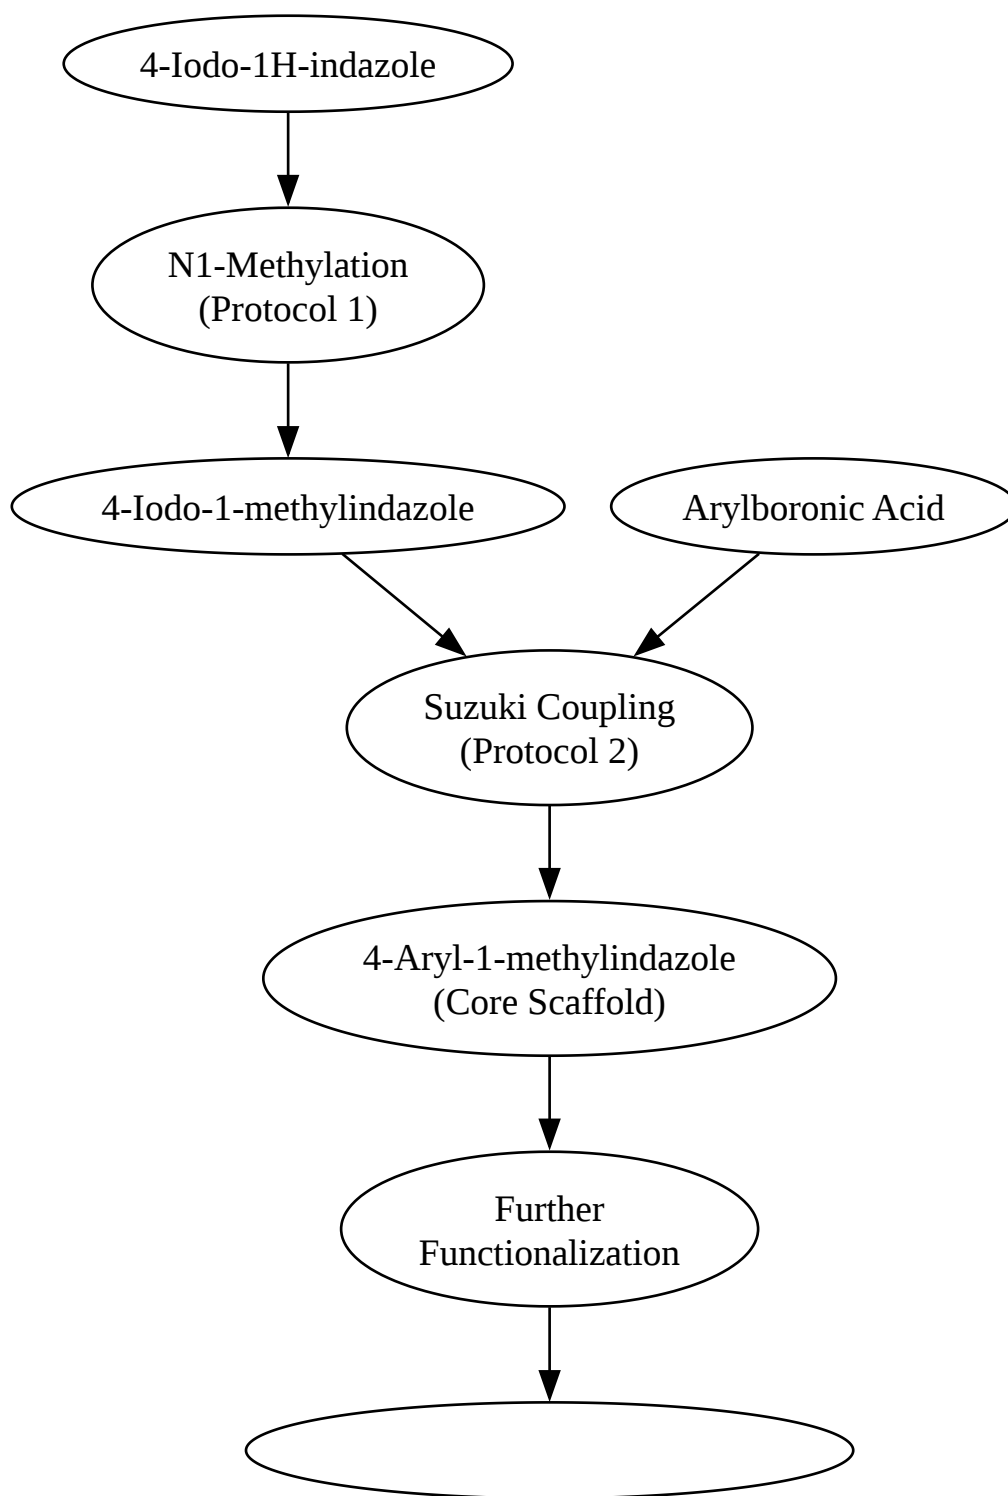 4-Iodo-1H-indazole
N1-Methylation
(Protocol 1)
4-Iodo-1-methylindazole
Arylboronic Acid
Suzuki Coupling
(Protocol 2)
4-Aryl-1-methylindazole
(Core Scaffold)
Further
Functionalization